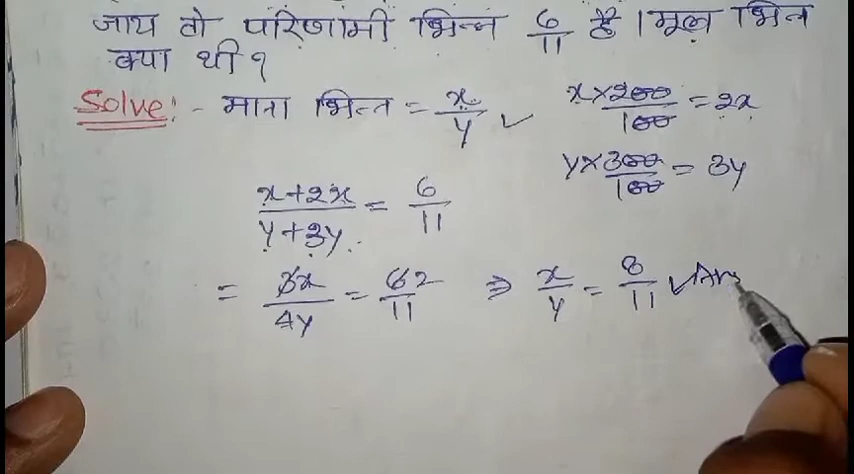 जाय तो परिणामी भिन्न 6/11 है । मूल भिन्न
क्या थी ?
Solve: - माना भिन्न = x/y ✓ x×200/100 = 2x
y×300/100 = 3y
x+2x/y+3y = 6/11
= 3x/4y = 6 2/11 ⇒ x/y = 8/11 ✓ Ans